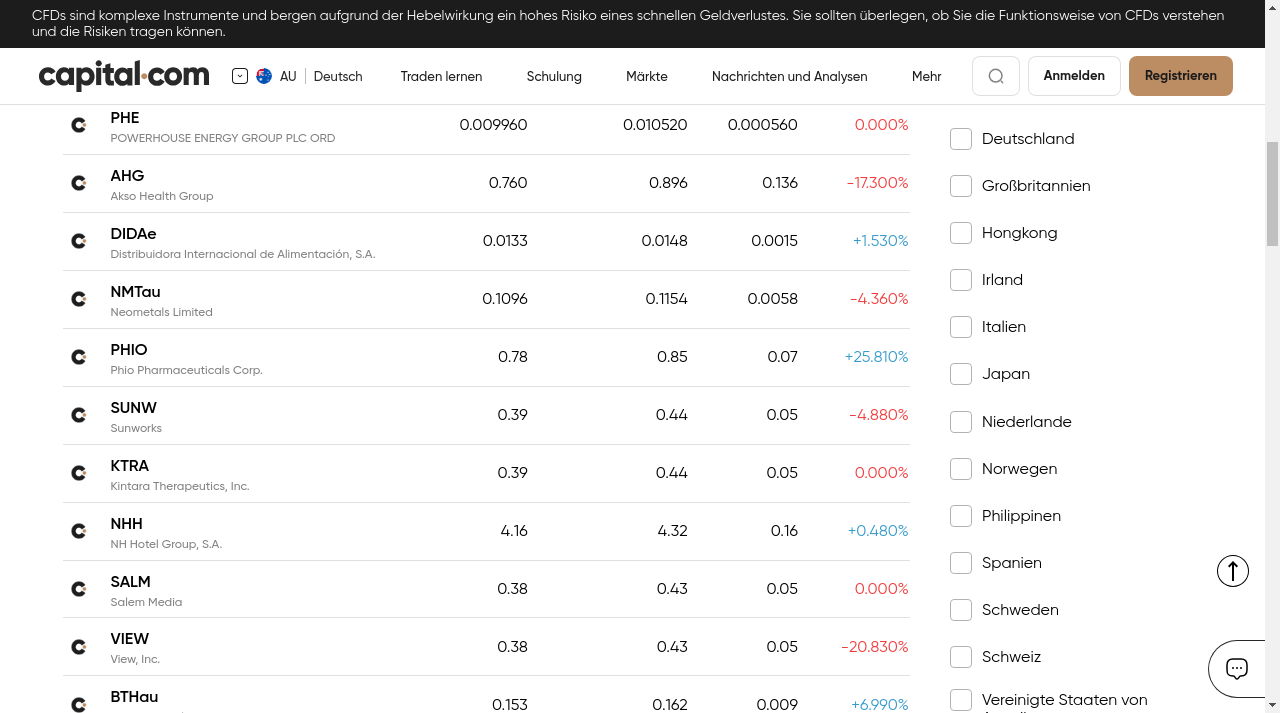 CFDs sind komplexe Instrumente und bergen aufgrund der Hebelwirkung ein hohes Risiko eines schnellen Geldverlustes. Sie sollten überlegen, ob Sie die Funktionsweise von CFDs verstehen
und die Risiken tragen können.
capital.com
AU Deutsch
Traden lernen
Schulung
Märkte
Nachrichten und Analysen
Mehr
Anmelden
Registrieren
PHE 0.009960 0.010520 0.000560 0.000%
POWERHOUSE ENERGY GROUP PLC ORD
AHG 0.760 0.896 0.136 -17.300%
Akso Health Group
DIDAe 0.0133 0.0148 0.0015 +1.530%
Distribuidora Internacional de Alimentación, S.A.
NMTau 0.1096 0.1154 0.0058 -4.360%
Neometals Limited
PHIO 0.78 0.85 0.07 +25.810%
Phio Pharmaceuticals Corp.
SUNW 0.39 0.44 0.05 -4.880%
Sunworks
KTRA 0.39 0.44 0.05 0.000%
Kintara Therapeutics, Inc.
NHH 4.16 4.32 0.16 +0.480%
NH Hotel Group, S.A.
SALM 0.38 0.43 0.05 0.000%
Salem Media
VIEW 0.38 0.43 0.05 -20.830%
View, Inc.
BTHau 0.153 0.162 0.009 +6.990%
Deutschland
Großbritannien
Hongkong
Irland
Italien
Japan
Niederlande
Norwegen
Philippinen
Spanien
Schweden
Schweiz
Vereinigte Staaten von